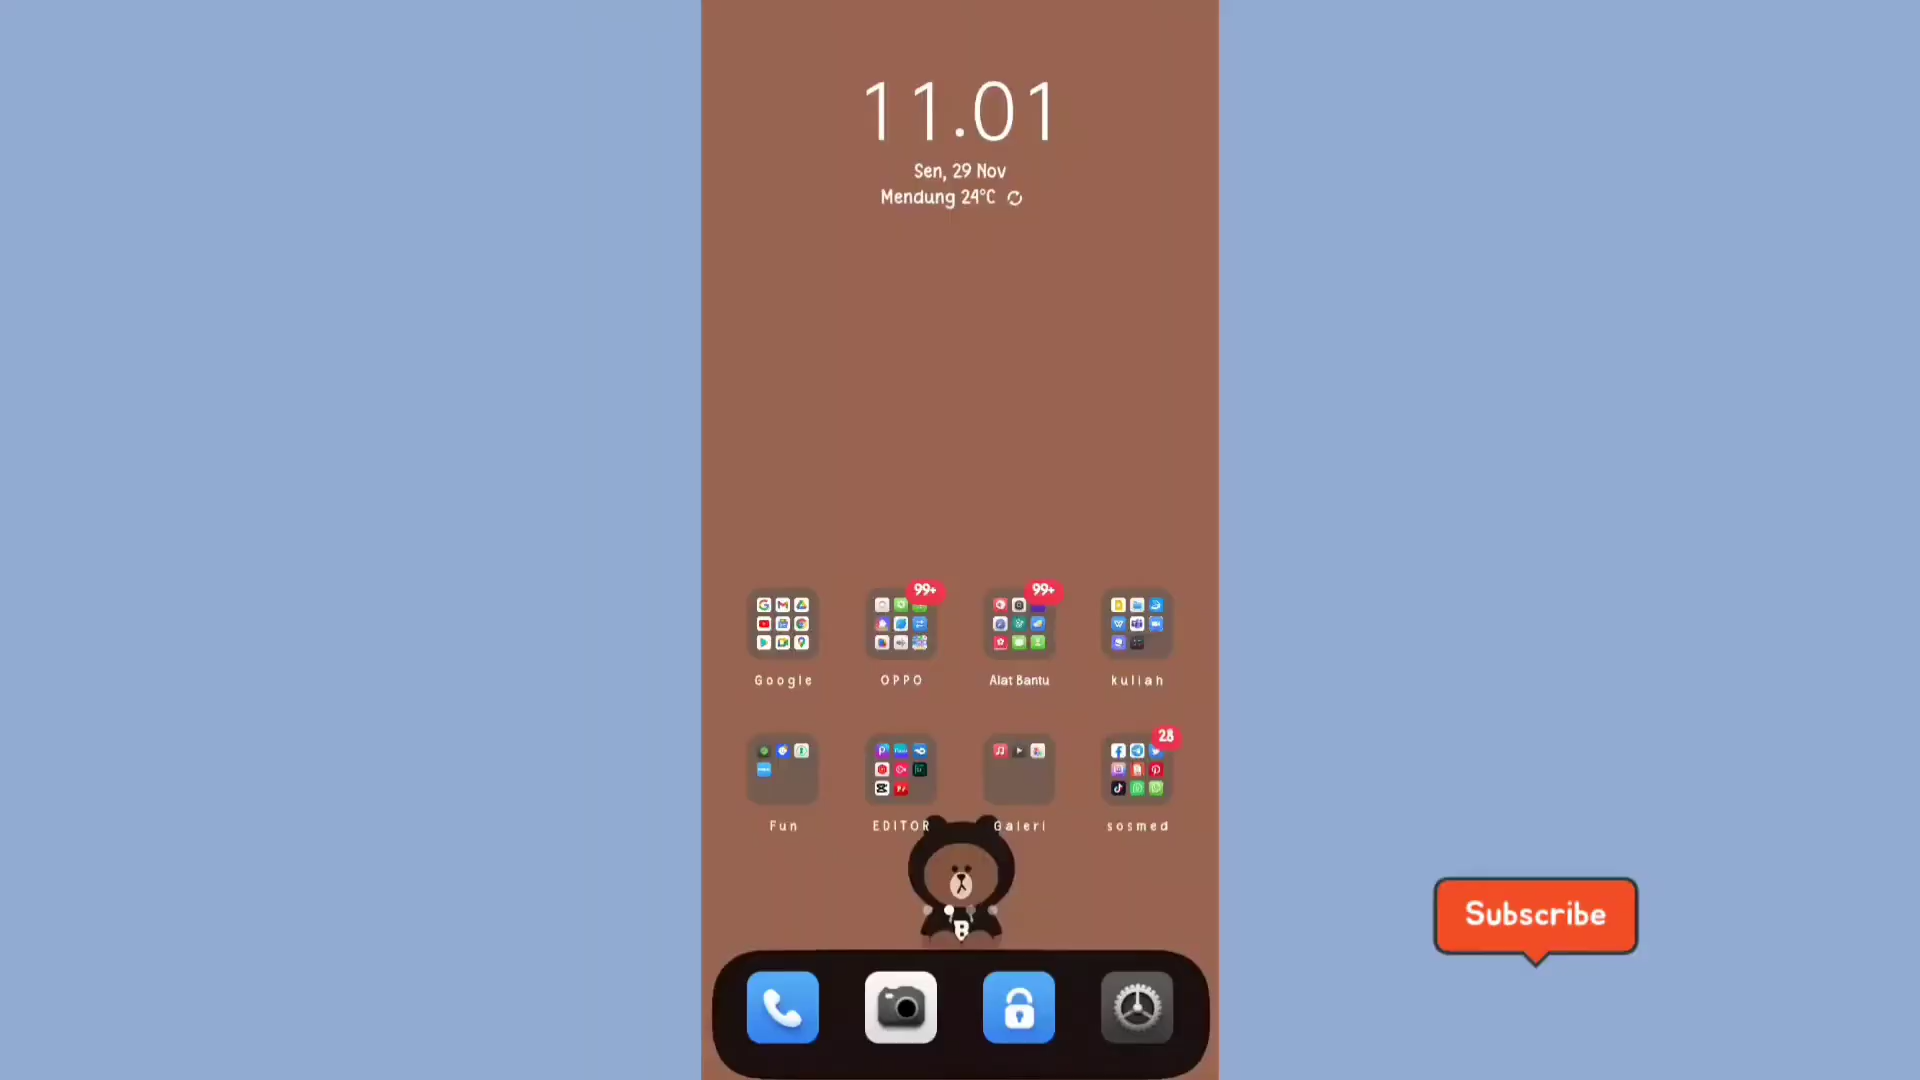 11.01
Sen, 29 Nov
Mendung 24°C
99+
99+
Google
OPPO
Alat Bantu
kuliah
28
Fun
EDITOR
Galeri
sosmed
B
Subscribe